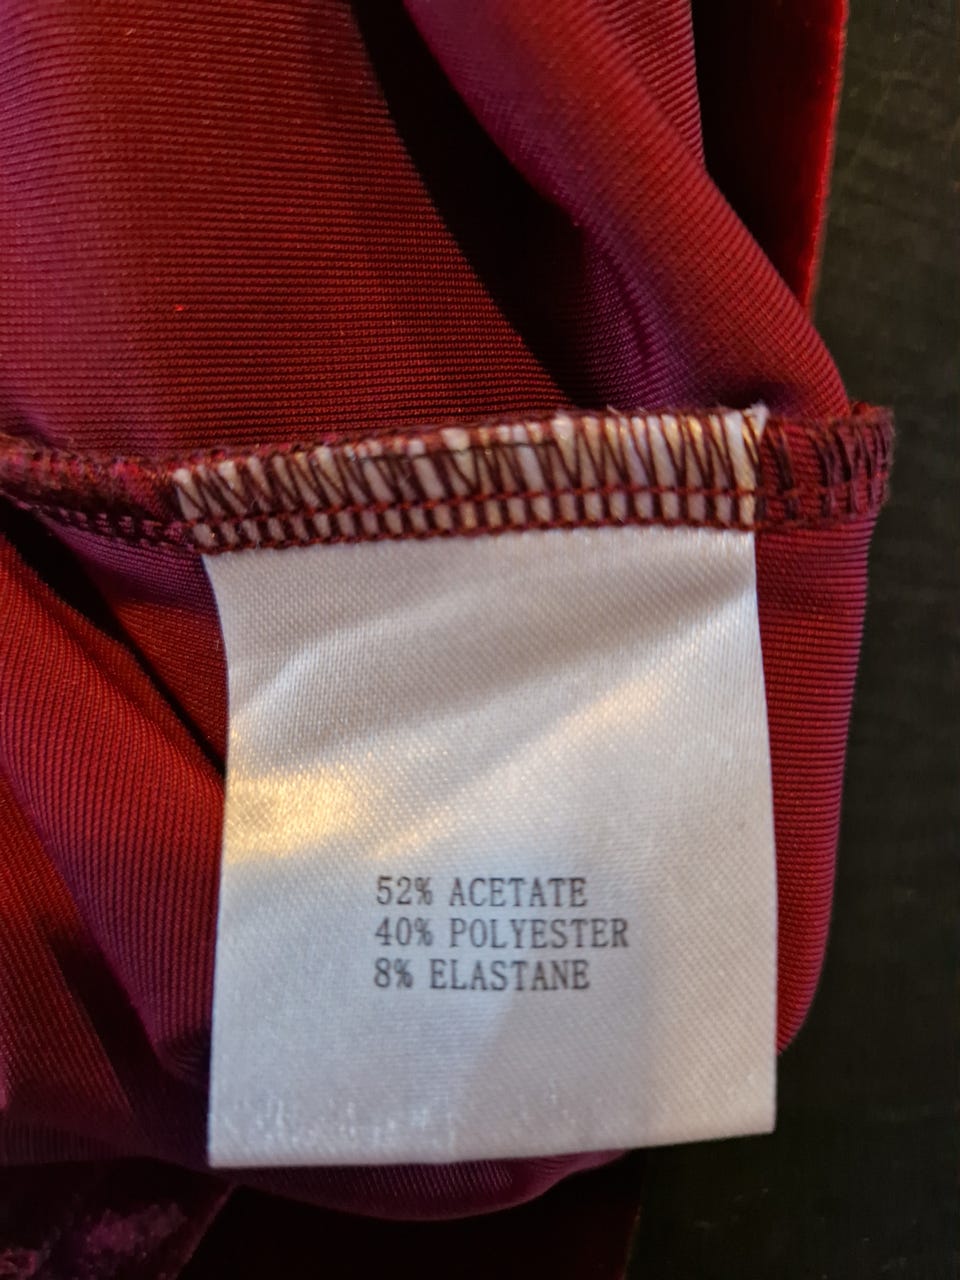 52% ACETATE
40% POLYESTER
8% ELASTANE